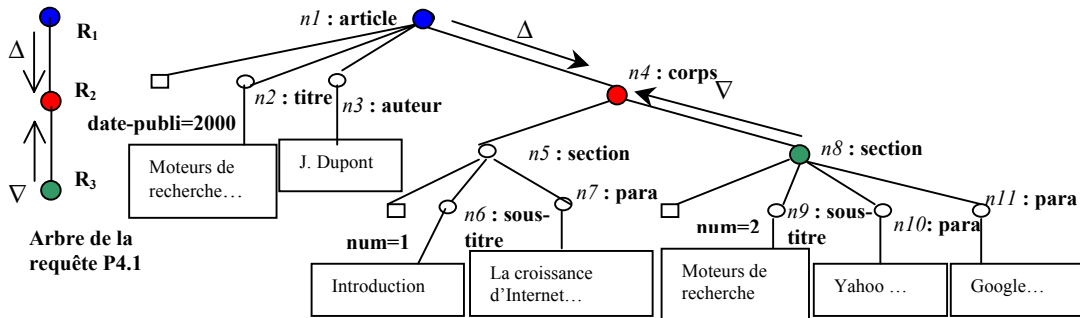 R1
Δ
R2
∇
R3
Arbre de la
requête P4.1
n1 : article
Δ
n4 : corps
∇
n2 : titre
n3 : auteur
date-publi=2000
Moteurs de
recherche…
J. Dupont
n5 : section
n8 : section
n7 : para
n6 : sous-
titre
num=1
n11 : para
n9 : sous-
titre
n10: para
num=2
Introduction
La croissance
d’Internet…
Moteurs de
recherche
Yahoo …
Google…